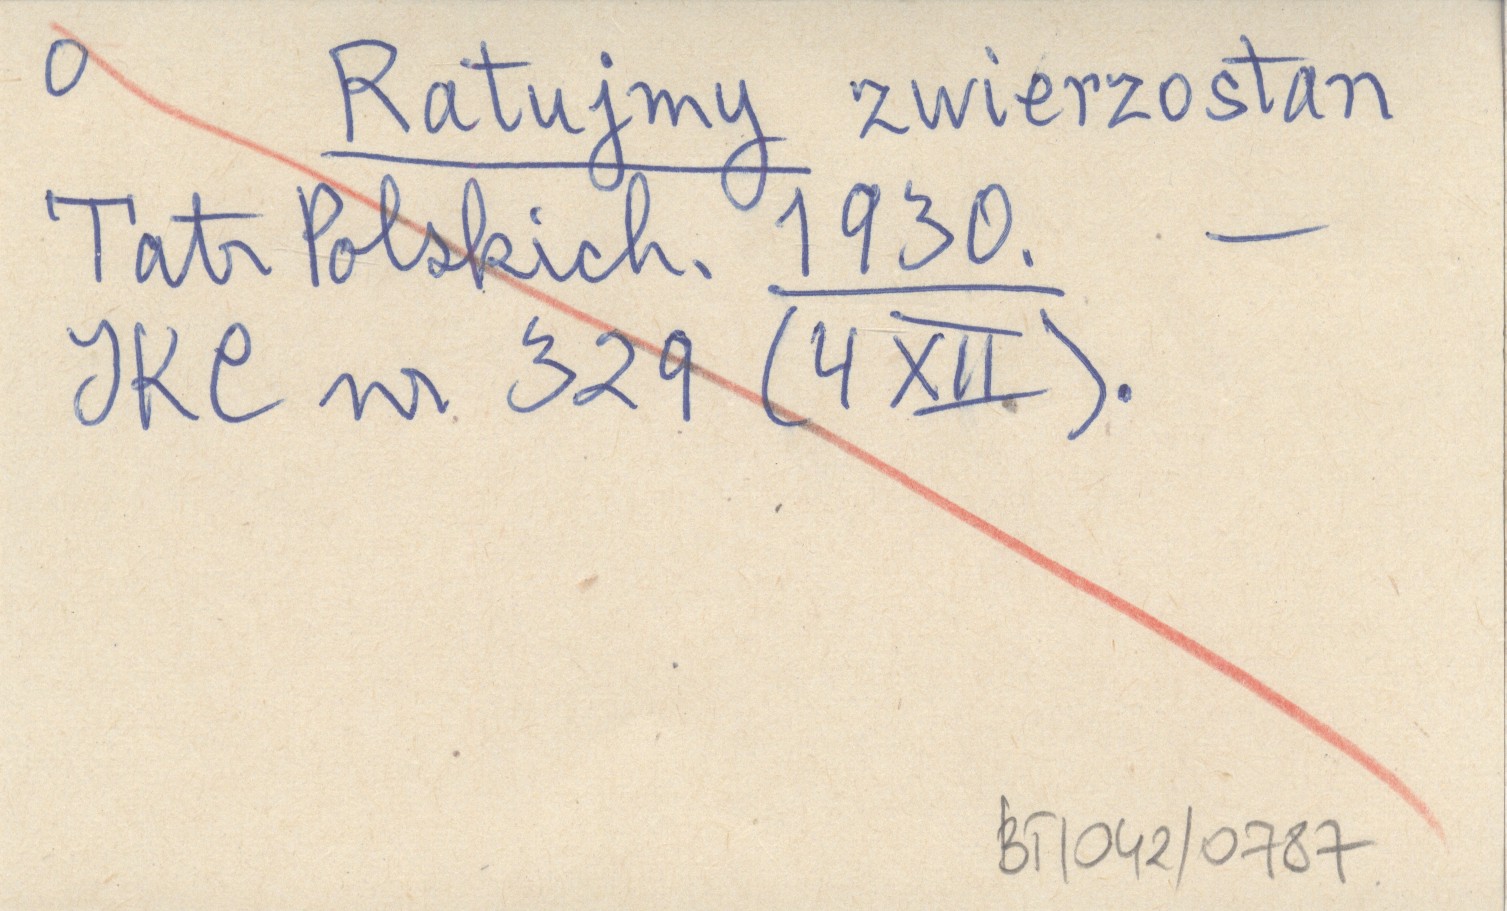 O Ratujmy zwierzostan
Tatr Polskich. 1930. —
IKC nr 329 (4 XII).
BT/042/0787